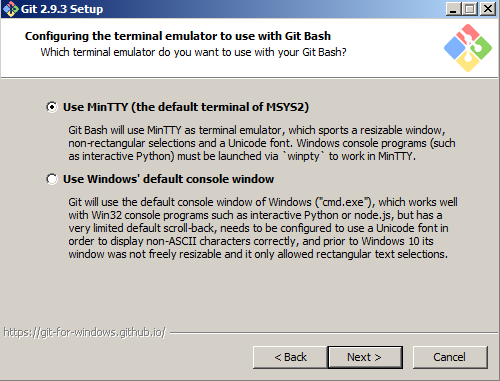 Git 2.9.3 Setup
Configuring the terminal emulator to use with Git Bash
Which terminal emulator do you want to use with your Git Bash?
Use MinTTY (the default terminal of MSYS2)
Git Bash will use MinTTY as terminal emulator, which sports a resizable window,
non-rectangular selections and a Unicode font. Windows console programs (such
as interactive Python) must be launched via `winpty` to work in MinTTY.
Use Windows' default console window
Git will use the default console window of Windows ("cmd.exe"), which works well
with Win32 console programs such as interactive Python or node.js, but has a
very limited default scroll-back, needs to be configured to use a Unicode font in
order to display non-ASCII characters correctly, and prior to Windows 10 its
window was not freely resizable and it only allowed rectangular text selections.
https://git-for-windows.github.io/
< Back
Next >
Cancel